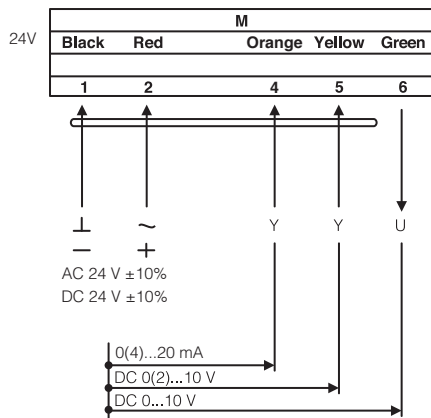 M
24V
Black Red Orange Yellow Green
1 2 4 5 6
⊥ ~ Y Y U
− +
AC 24 V ±10%
DC 24 V ±10%
0(4)...20 mA
DC 0(2)...10 V
DC 0...10 V